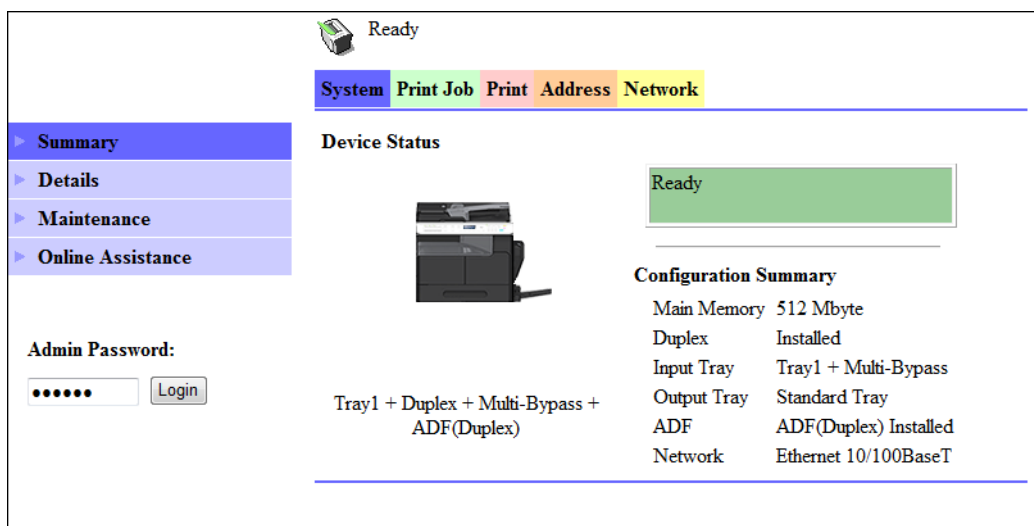 Ready
System Print Job Print Address Network
Summary
Details
Maintenance
Online Assistance
Admin Password:
●●●●●● Login
Device Status
Tray1 + Duplex + Multi-Bypass +
ADF(Duplex)
Ready
Configuration Summary
Main Memory 512 Mbyte
Duplex Installed
Input Tray Tray1 + Multi-Bypass
Output Tray Standard Tray
ADF ADF(Duplex) Installed
Network Ethernet 10/100BaseT